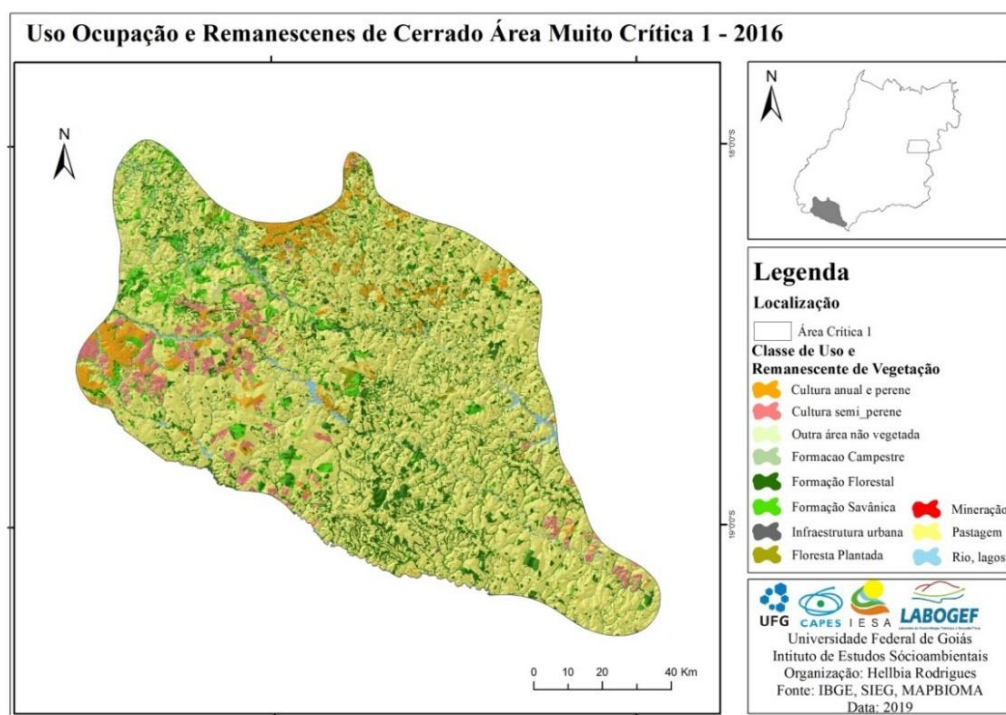 Uso Ocupação e Remanescenes de Cerrado Área Muito Crítica 1 - 2016
N
N
18°0'0"S
19°0'0"S
0 20 40 Km
Legenda
Localização
Área Crítica 1
Classe de Uso e
Remanescente de Vegetação
Cultura anual e perene
Cultura semi_perene
Outra área não vegetada
Formacao Campestre
Formação Florestal
Formação Savânica
Infraestrutura urbana
Floresta Plantada
Mineração
Pastagem
Rio, lagos
UFG CAPES IESA LABOGEF
Universidade Federal de Goiás
Intituto de Estudos Sócioambientais
Organização: Hellbia Rodrigues
Fonte: IBGE, SIEG, MAPBIOMA
Data: 2019